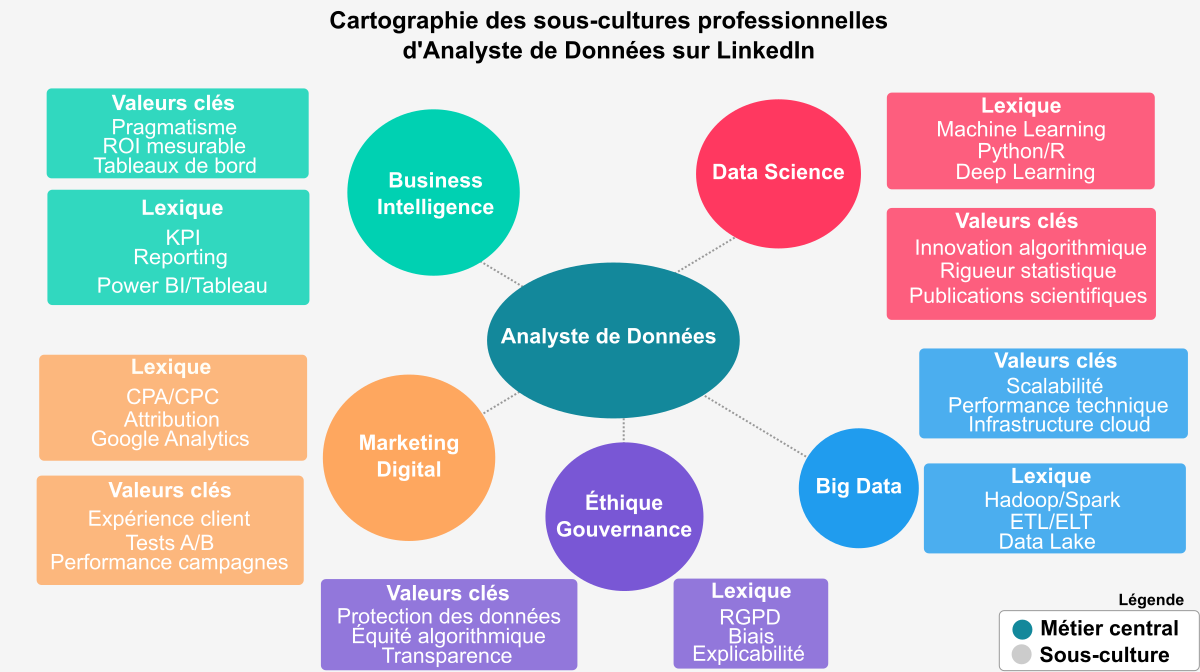 Cartographie des sous-cultures professionnelles
d'Analyste de Données sur LinkedIn
Valeurs clés
Pragmatisme
ROI mesurable
Tableaux de bord
Lexique
KPI
Reporting
Power BI/Tableau
Business
Intelligence
Data Science
Lexique
Machine Learning
Python/R
Deep Learning
Valeurs clés
Innovation algorithmique
Rigueur statistique
Publications scientifiques
Analyste de Données
Lexique
CPA/CPC
Attribution
Google Analytics
Valeurs clés
Expérience client
Tests A/B
Performance campagnes
Marketing
Digital
Éthique
Gouvernance
Valeurs clés
Protection des données
Équité algorithmique
Transparence
Lexique
RGPD
Biais
Explicabilité
Big Data
Valeurs clés
Scalabilité
Performance technique
Infrastructure cloud
Lexique
Hadoop/Spark
ETL/ELT
Data Lake
Légende
Métier central
Sous-culture